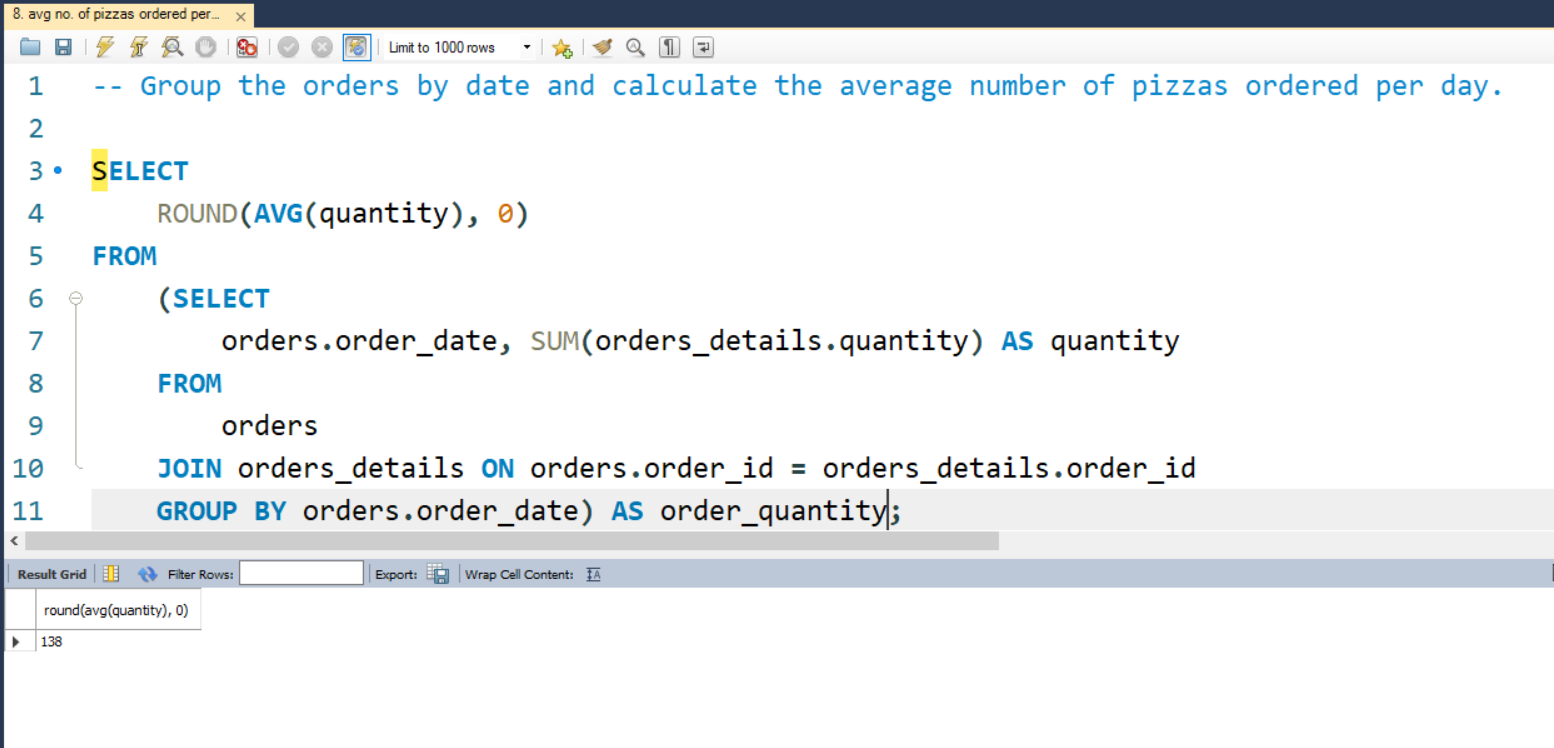 8. avg no. of pizzas ordered per...
Limit to 1000 rows
1 -- Group the orders by date and calculate the average number of pizzas ordered per day.
2
3 SELECT
4 ROUND(AVG(quantity), 0)
5 FROM
6 (SELECT
7 orders.order_date, SUM(orders_details.quantity) AS quantity
8 FROM
9 orders
10 JOIN orders_details ON orders.order_id = orders_details.order_id
11 GROUP BY orders.order_date) AS order_quantity;
Result Grid Filter Rows: Export: Wrap Cell Content:
round(avg(quantity), 0)
138